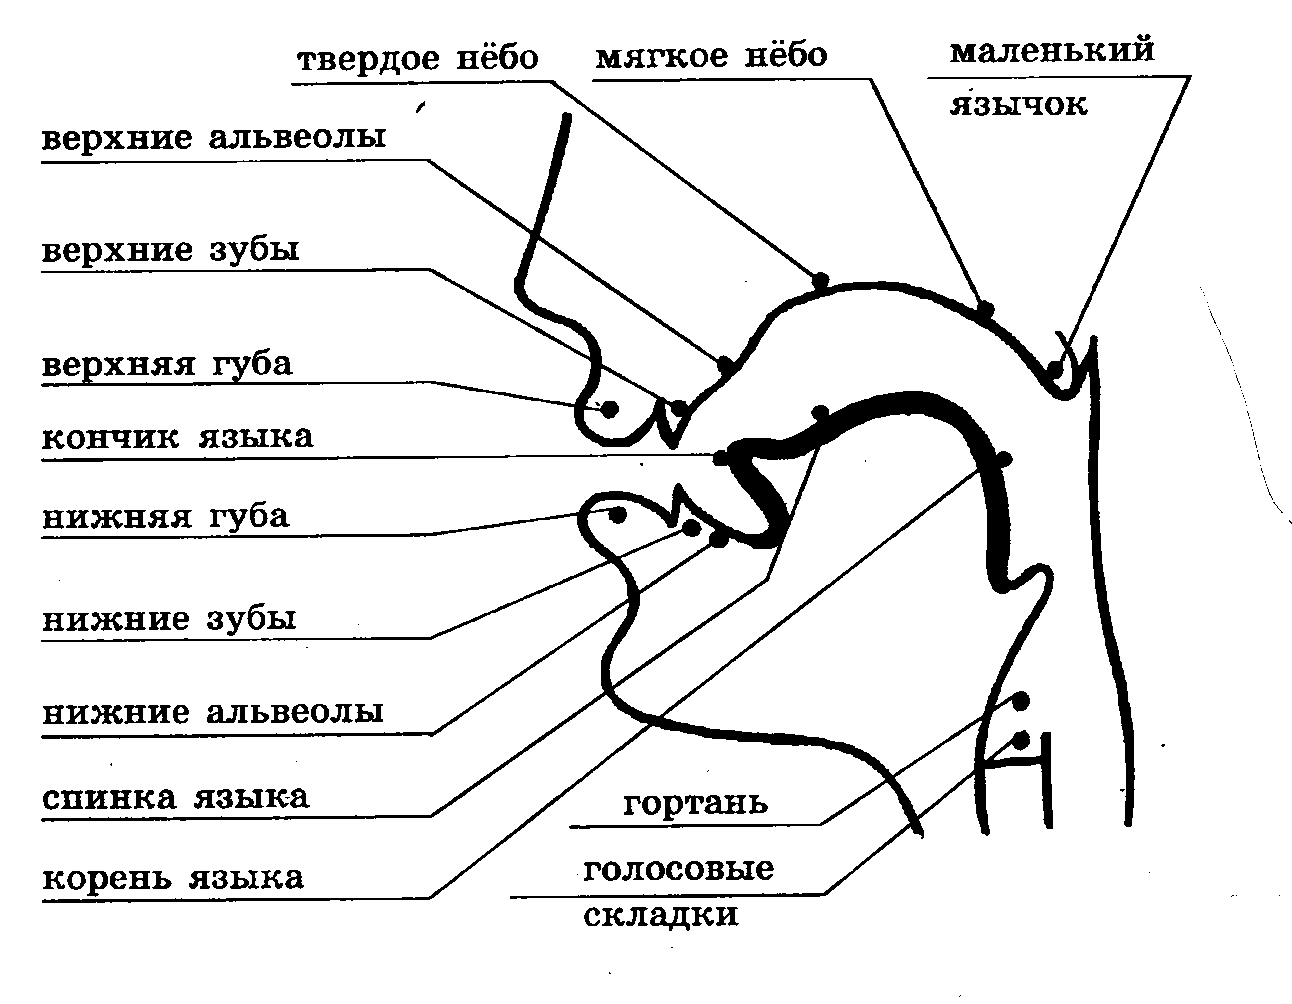 твердое нёбо
мягкое нёбо
маленький
язычок
верхние альвеолы
верхние зубы
верхняя губа
кончик языка
нижняя губа
нижние зубы
нижние альвеолы
спинка языка
корень языка
гортань
голосовые
складки